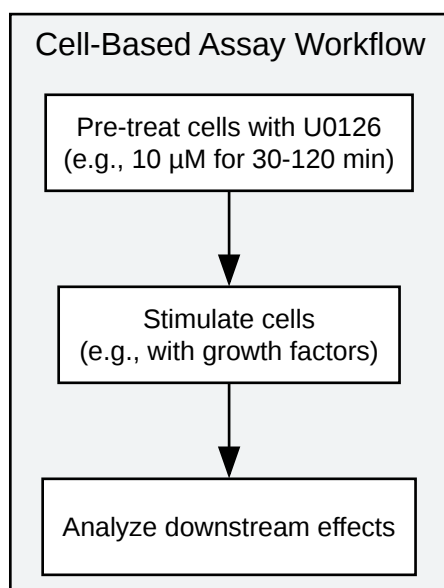 Cell-Based Assay Workflow
Pre-treat cells with U0126
(e.g., 10 µM for 30-120 min)
Stimulate cells
(e.g., with growth factors)
Analyze downstream effects